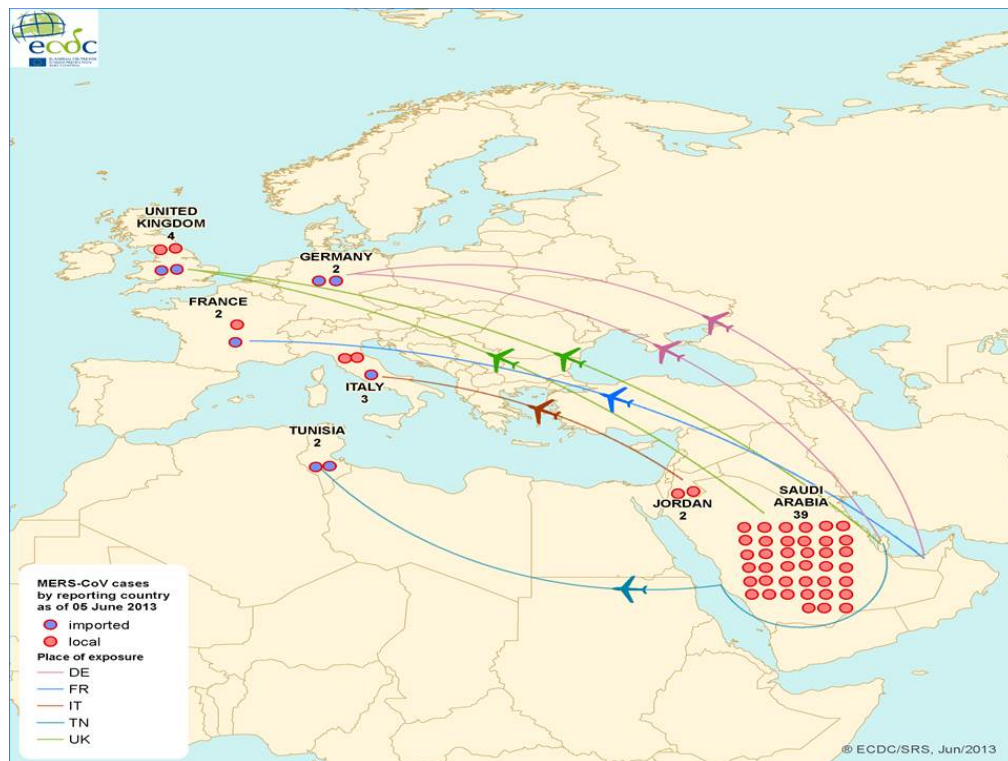 ecdc
UNITED
KINGDOM
4
GERMANY
2
FRANCE
2
ITALY
3
TUNISIA
2
JORDAN
2
SAUDI
ARABIA
39
MERS-CoV cases
by reporting country
as of 05 June 2013
imported
local
Place of exposure
DE
FR
IT
TN
UK
® ECDC/SRS, Jun/2013